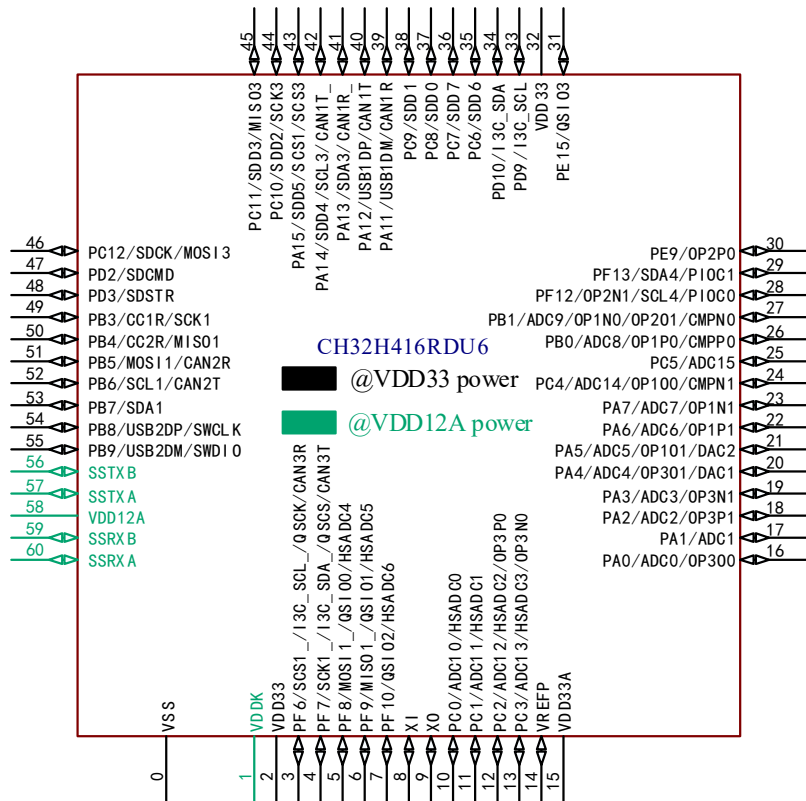 45
44
43
42
41
40
39
38
37
36
35
34
33
32
31
PC11/SDD3/MISO3
PC10/SDD2/SCK3
PA15/SDD5/SCS1/SCS3
PA14/SDD4/SCL3/CAN1T_
PA13/SDA3/CAN1R_
PA12/USB1DP/CAN1T
PA11/USB1DM/CAN1R
PC9/SDD1
PC8/SDD0
PC7/SDD7
PC6/SDD6
PD10/I3C_SDA
PD9/I3C_SCL
VDD33
PE15/QSIO3
46 PC12/SDCK/MOSI3
47 PD2/SDCMD
48 PD3/SDSTR
49 PB3/CC1R/SCK1
50 PB4/CC2R/MISO1
51 PB5/MOSI1/CAN2R
52 PB6/SCL1/CAN2T
53 PB7/SDA1
54 PB8/USB2DP/SWCLK
55 PB9/USB2DM/SWDIO
56 SSTXB
57 SSTXA
58 VDD12A
59 SSRXB
60 SSRXA
CH32H416RDU6
@VDD33 power
@VDD12A power
PE9/OP2P0 30
PF13/SDA4/PIOC1 29
PF12/OP2N1/SCL4/PIOC0 28
PB1/ADC9/OP1N0/OP2O1/CMPN0 27
PB0/ADC8/OP1P0/CMPP0 26
PC5/ADC15 25
PC4/ADC14/OP1O0/CMPN1 24
PA7/ADC7/OP1N1 23
PA6/ADC6/OP1P1 22
PA5/ADC5/OP1O1/DAC2 21
PA4/ADC4/OP3O1/DAC1 20
PA3/ADC3/OP3N1 19
PA2/ADC2/OP3P1 18
PA1/ADC1 17
PA0/ADC0/OP3O0 16
VSS
VDDK
VDD33
PF6/SCS1_/I3C_SCL_/QSCK/CAN3R
PF7/SCK1_/I3C_SDA_/QSCS/CAN3T
PF8/MOSI1_/QSIO0/HSADC4
PF9/MISO1_/QSIO1/HSADC5
PF10/QSIO2/HSADC6
XI
XO
PC0/ADC10/HSADC0
PC1/ADC11/HSADC1
PC2/ADC12/HSADC2/OP3P0
PC3/ADC13/HSADC3/OP3N0
VREFP
VDD33A
0
1
2
3
4
5
6
7
8
9
10
11
12
13
14
15